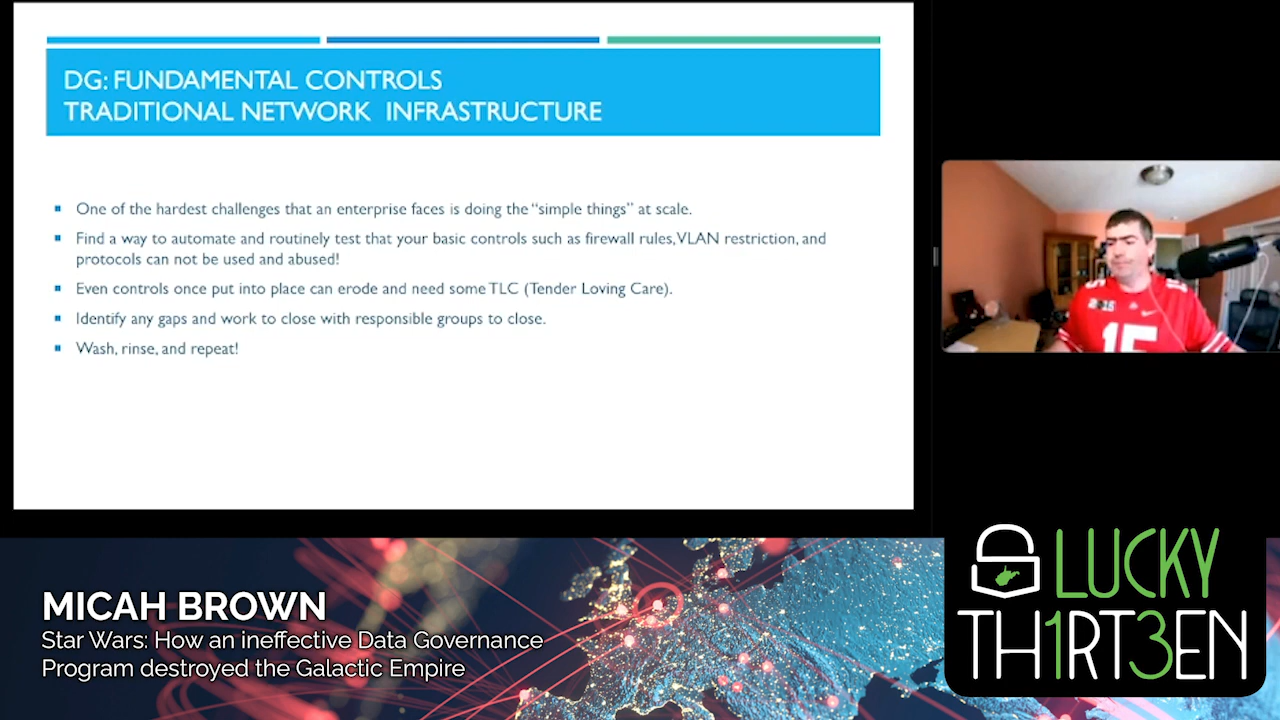 DG: FUNDAMENTAL CONTROLS
TRADITIONAL NETWORK INFRASTRUCTURE
One of the hardest challenges that an enterprise faces is doing the “simple things” at scale.
Find a way to automate and routinely test that your basic controls such as firewall rules, VLAN restriction, and
protocols can not be used and abused!
Even controls once put into place can erode and need some TLC (Tender Loving Care).
Identify any gaps and work to close with responsible groups to close.
Wash, rinse, and repeat!
15
MICAH BROWN
Star Wars: How an ineffective Data Governance
Program destroyed the Galactic Empire
LUCKY
TH1RT3EN